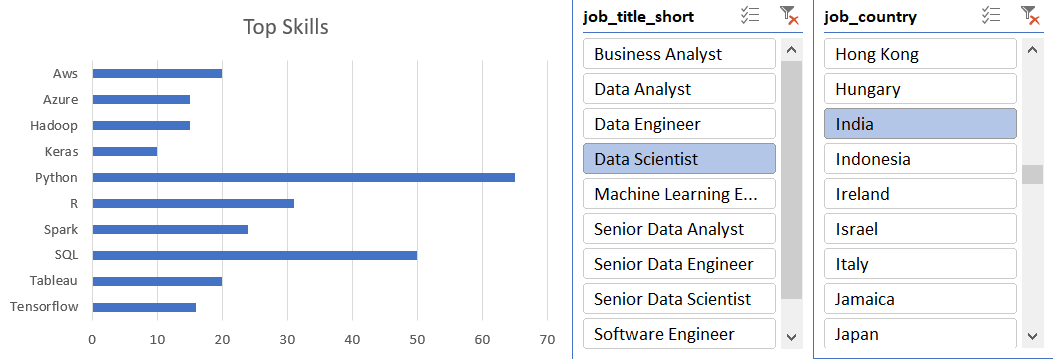 Top Skills
Aws
Azure
Hadoop
Keras
Python
R
Spark
SQL
Tableau
Tensorflow
0 10 20 30 40 50 60 70
job_title_short
Business Analyst
Data Analyst
Data Engineer
Data Scientist
Machine Learning E...
Senior Data Analyst
Senior Data Engineer
Senior Data Scientist
Software Engineer
job_country
Hong Kong
Hungary
India
Indonesia
Ireland
Israel
Italy
Jamaica
Japan